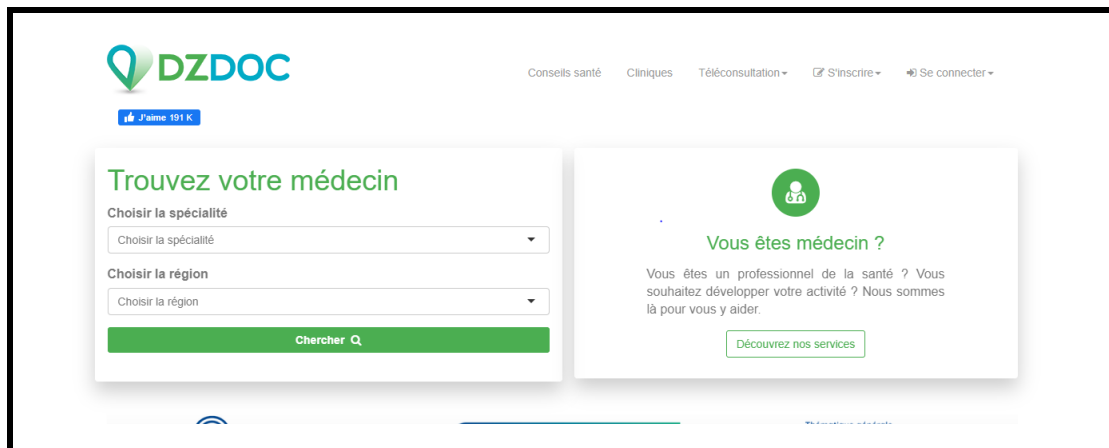 DZDOC
Conseils santé
Cliniques
Téléconsultation
S'inscrire
Se connecter
J'aime 191 K
Trouvez votre médecin
Choisir la spécialité
Choisir la spécialité
Choisir la région
Choisir la région
Chercher
Vous êtes médecin ?
Vous êtes un professionnel de la santé ? Vous
souhaitez développer votre activité ? Nous sommes
là pour vous y aider.
Découvrez nos services